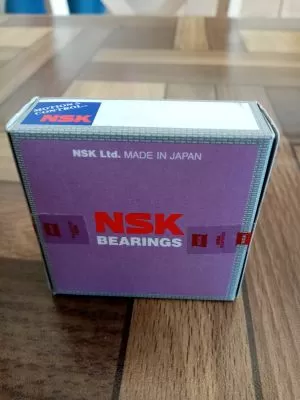 MOTION &
CONTROL
NSK
NSK Ltd. MADE IN JAPAN
NSK
BEARINGS